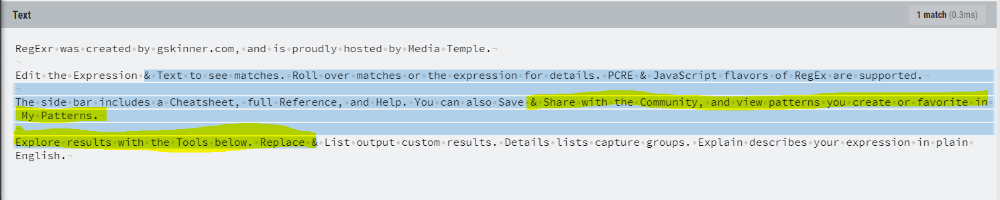 Text
1 match (0.3ms)
RegExr was created by gskinner.com, and is proudly hosted by Media Temple.
Edit the Expression & Text to see matches. Roll over matches or the expression for details. PCRE & JavaScript flavors of RegEx are supported.
The side bar includes a Cheatsheet, full Reference, and Help. You can also Save & Share with the Community, and view patterns you create or favorite in
My Patterns.
Explore results with the Tools below. Replace & List output custom results. Details lists capture groups. Explain describes your expression in plain
English.